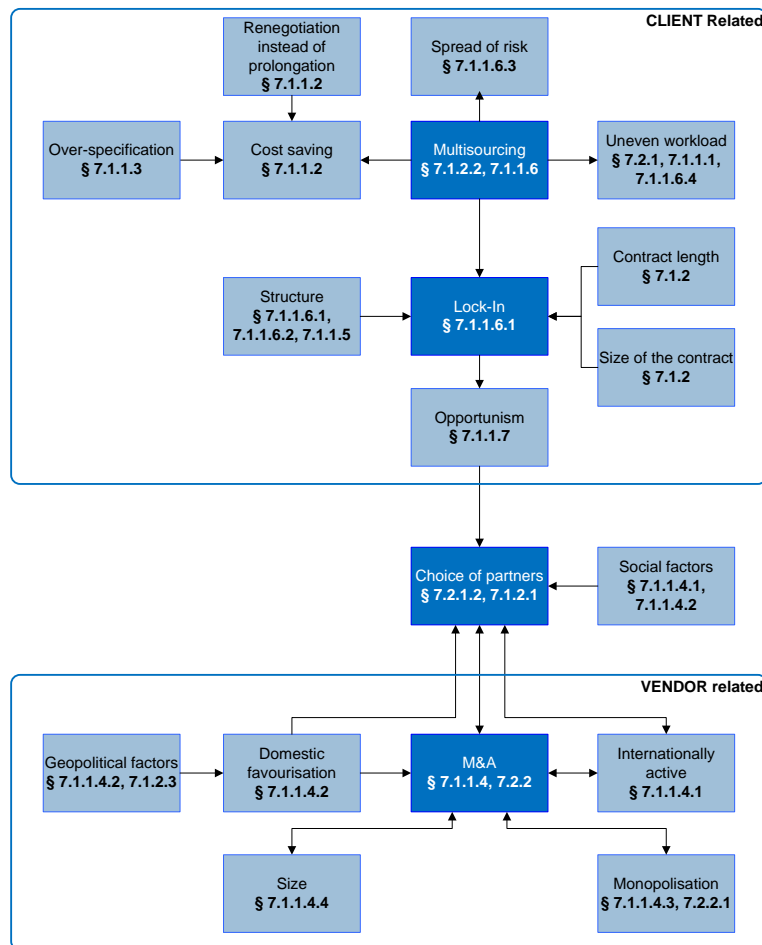 CLIENT Related
Renegotiation
instead of
prolongation
§ 7.1.1.2
Spread of risk
§ 7.1.1.6.3
Over-specification
§ 7.1.1.3
Cost saving
§ 7.1.1.2
Multisourcing
§ 7.1.2.2, 7.1.1.6
Uneven workload
§ 7.2.1, 7.1.1.1,
7.1.1.6.4
Contract length
§ 7.1.2
Structure
§ 7.1.1.6.1,
7.1.1.6.2, 7.1.1.5
Lock-In
§ 7.1.1.6.1
Size of the contract
§ 7.1.2
Opportunism
§ 7.1.1.7
Choice of partners
§ 7.2.1.2, 7.1.2.1
Social factors
§ 7.1.1.4.1,
7.1.1.4.2
VENDOR related
Geopolitical factors
§ 7.1.1.4.2, 7.1.2.3
Domestic
favourisation
§ 7.1.1.4.2
M&A
§ 7.1.1.4, 7.2.2
Internationally
active
§ 7.1.1.4.1
Size
§ 7.1.1.4.4
Monopolisation
§ 7.1.1.4.3, 7.2.2.1